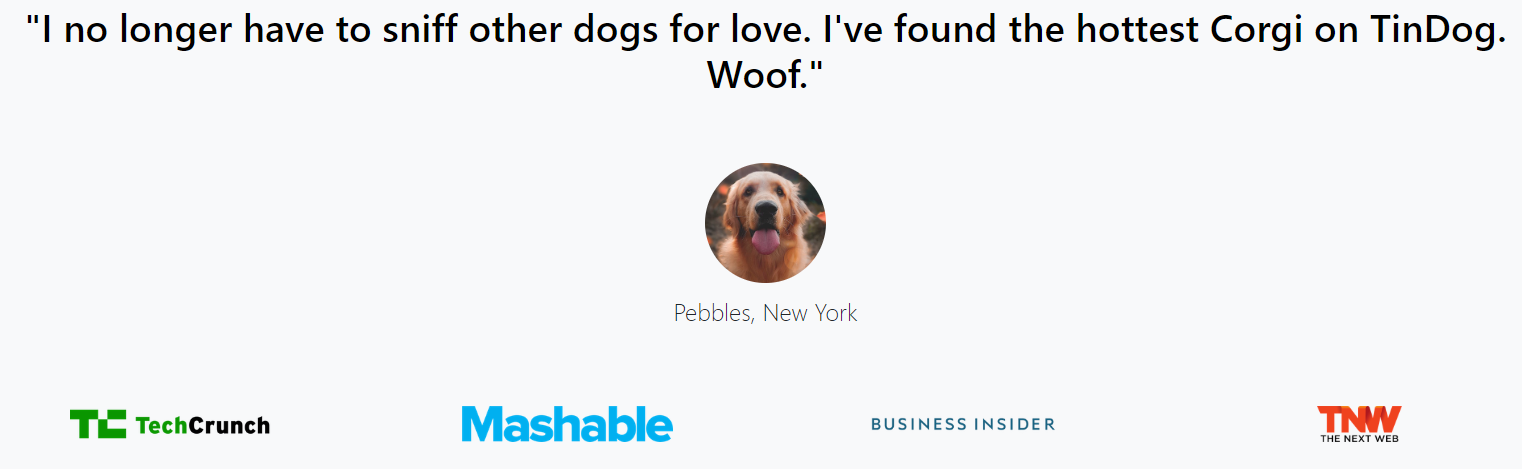 "I no longer have to sniff other dogs for love. I've found the hottest Corgi on TinDog.
Woof."
Pebbles, New York
TC TechCrunch
Mashable
BUSINESS INSIDER
TNW
THE NEXT WEB